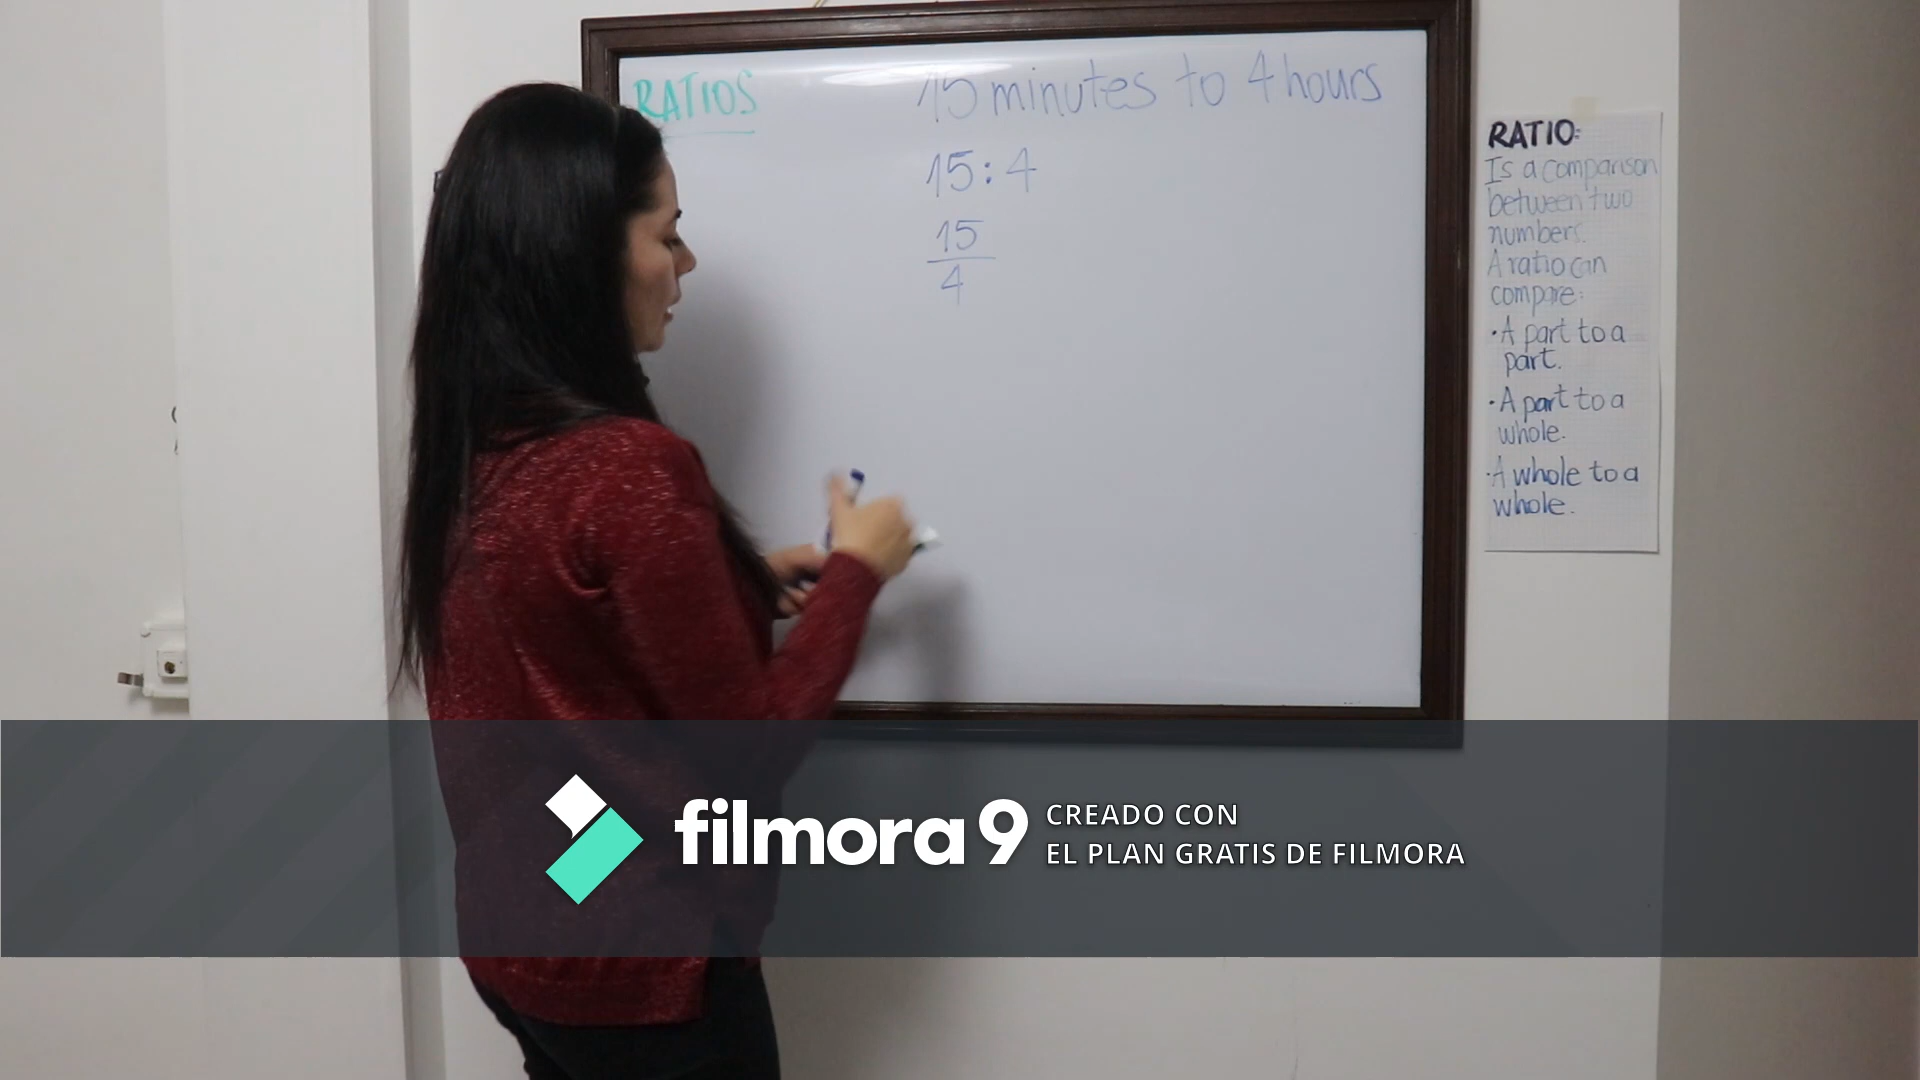 RATIOS
15 minutes to 4 hours
15:4
15
4
RATIO:
Is a comparison
between two
numbers.
A ratio can
compare:
·A part to a
part.
·A part to a
whole.
·A whole to a
whole.
filmora 9
CREADO CON
EL PLAN GRATIS DE FILMORA